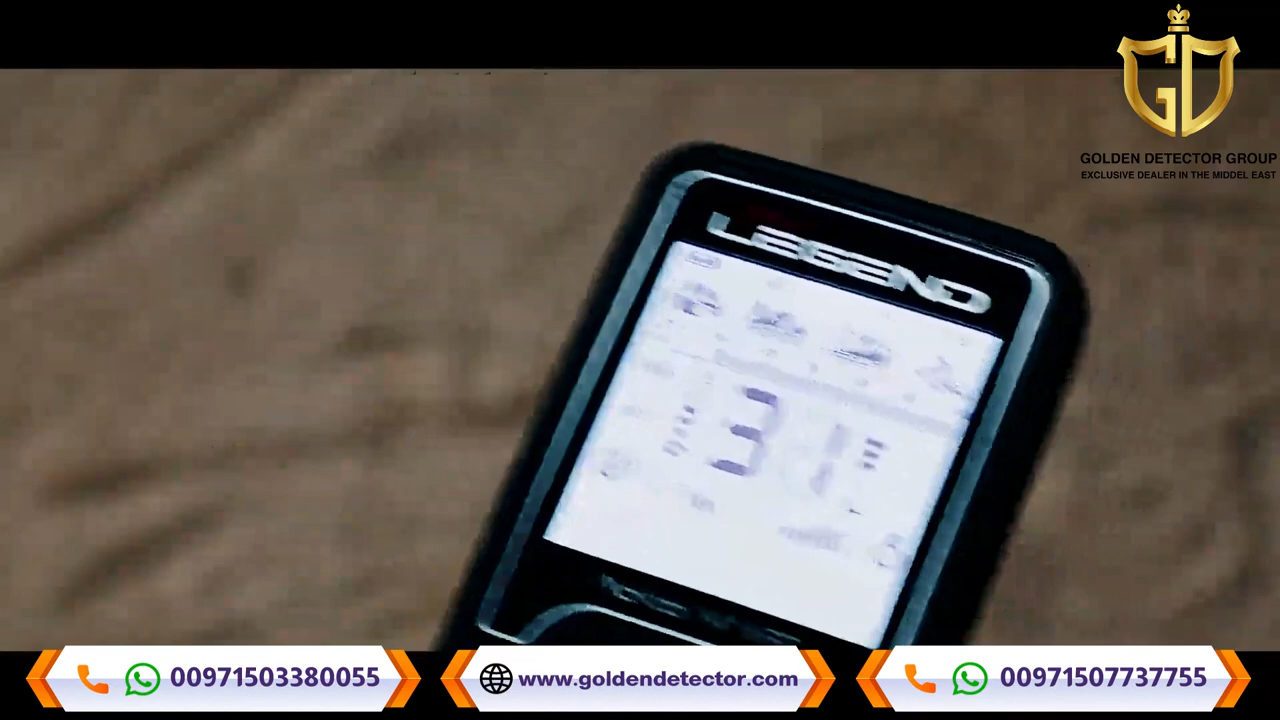 GOLDEN DETECTOR GROUP
EXCLUSIVE DEALER IN THE MIDDEL EAST
LEGEND
00971503380055
www.goldendetector.com
00971507737755